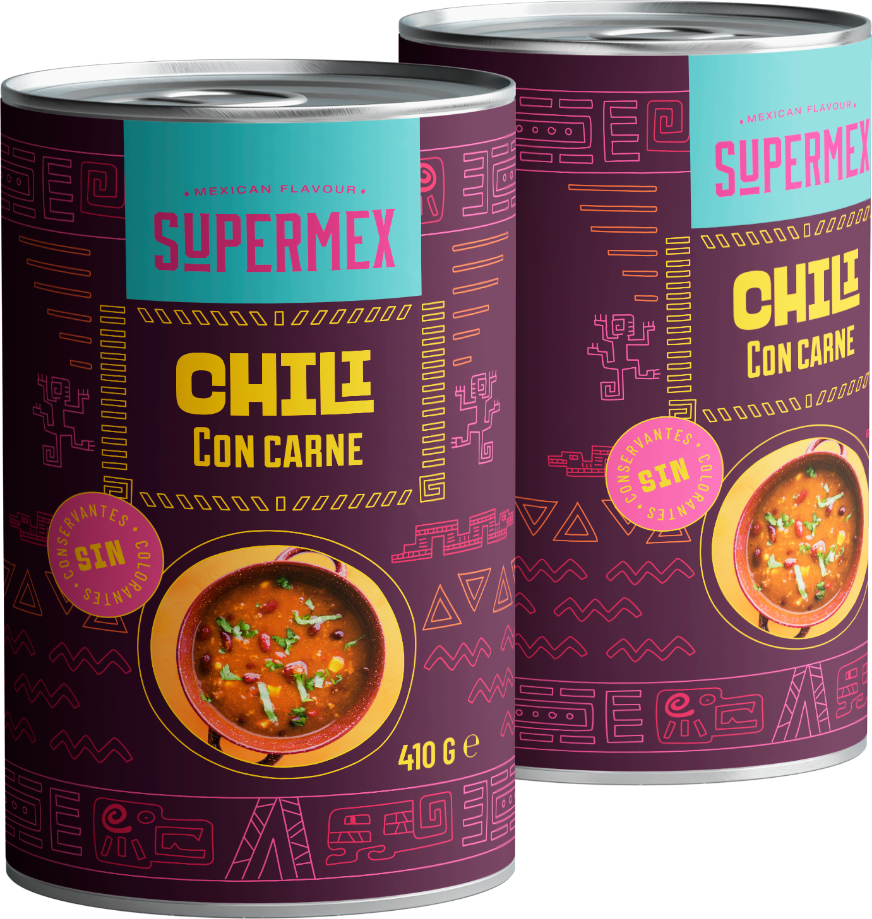 • MEXICAN FLAVOUR •
SUPERMEX
CHILI
CON CARNE
• CONSERVANTES • COLORANTES
SIN
410 G ℮
• MEXICAN FLAVOUR •
SUPERMEX
CHILI
CON CARNE
• CONSERVANTES • COLORANTES
SIN